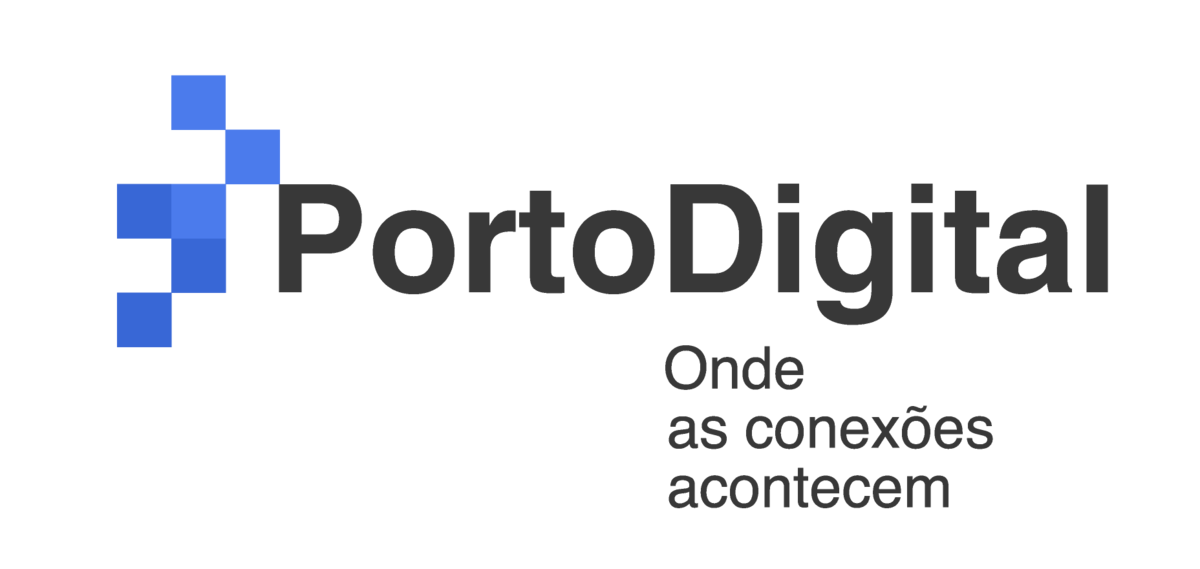 PortoDigital
Onde
as conexões
acontecem